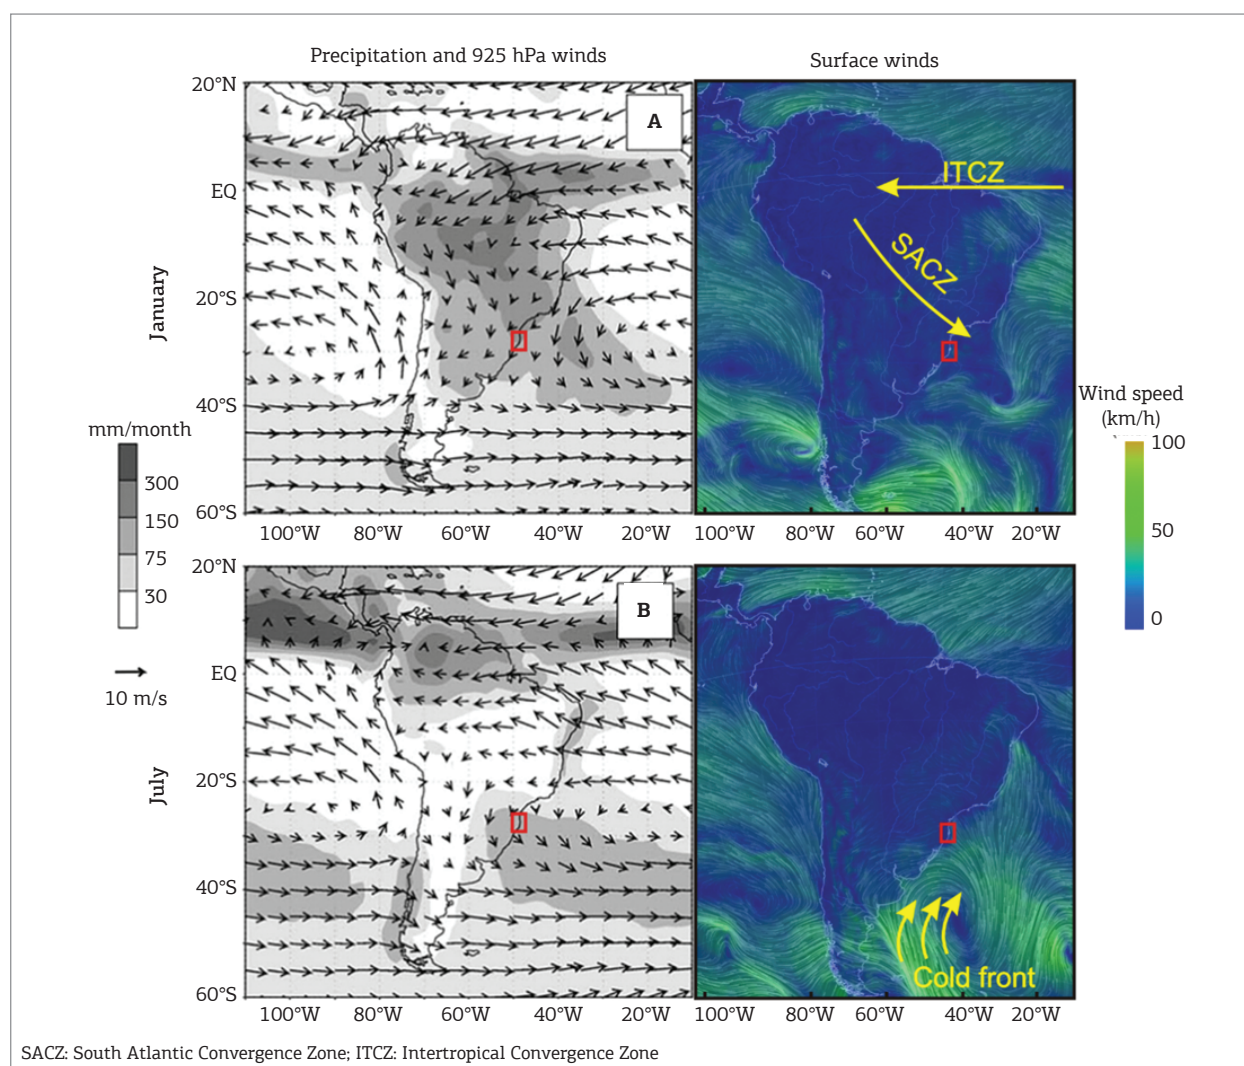 Precipitation and 925 hPa winds
Surface winds
20°N
EQ
20°S
40°S
60°S
January
A
ITCZ
SACZ
100°W 80°W 60°W 40°W 20°W
100°W 80°W 60°W 40°W 20°W
mm/month
300
150
75
30
10 m/s
Wind speed
(km/h)
100
50
0
20°N
EQ
20°S
40°S
60°S
July
B
Cold front
100°W 80°W 60°W 40°W 20°W
100°W 80°W 60°W 40°W 20°W
SACZ: South Atlantic Convergence Zone; ITCZ: Intertropical Convergence Zone